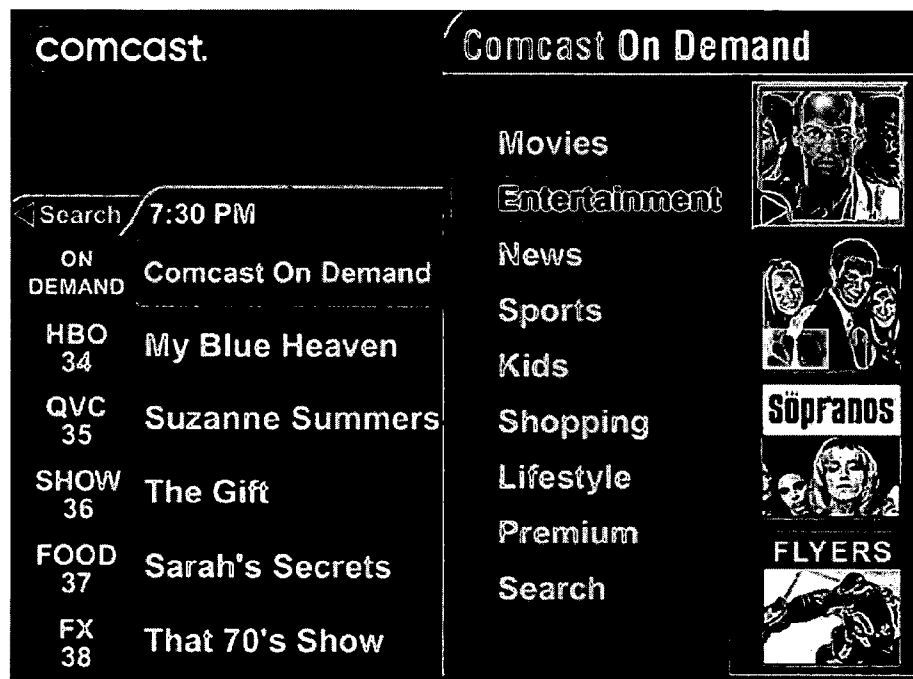 comcast.
Search
7:30 PM
ON
DEMAND
Comcast On Demand
HBO
34
My Blue Heaven
QVC
35
Suzanne Summers
SHOW
36
The Gift
FOOD
37
Sarah's Secrets
FX
38
That 70's Show
Comcast On Demand
Movies
Entertainment
News
Sports
Kids
Shopping
Lifestyle
Premium
Search
Söpranos
FLYERS